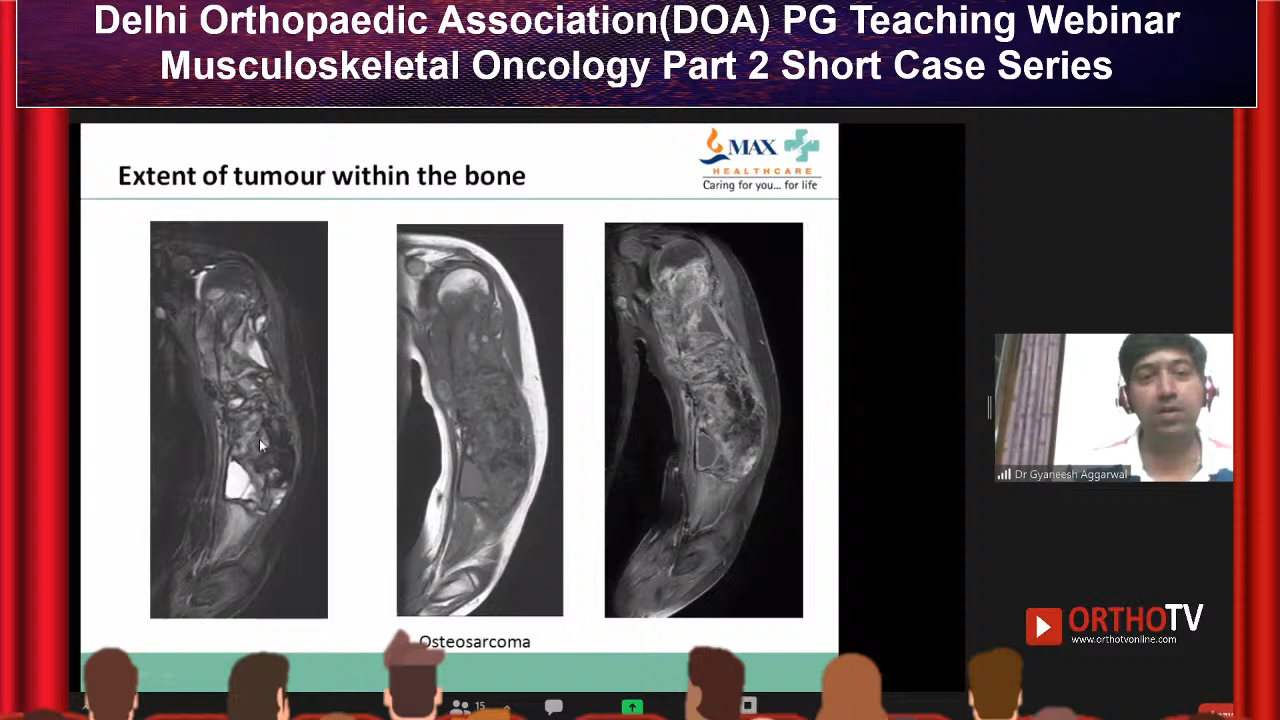 Delhi Orthopaedic Association(DOA) PG Teaching Webinar
Musculoskeletal Oncology Part 2 Short Case Series
Extent of tumour within the bone
MAX
HEALTHCARE
Caring for you... for life
Dr Gyaneesh Aggarwal
ORTHOTV
www.orthotvonline.com
Osteosarcoma
15